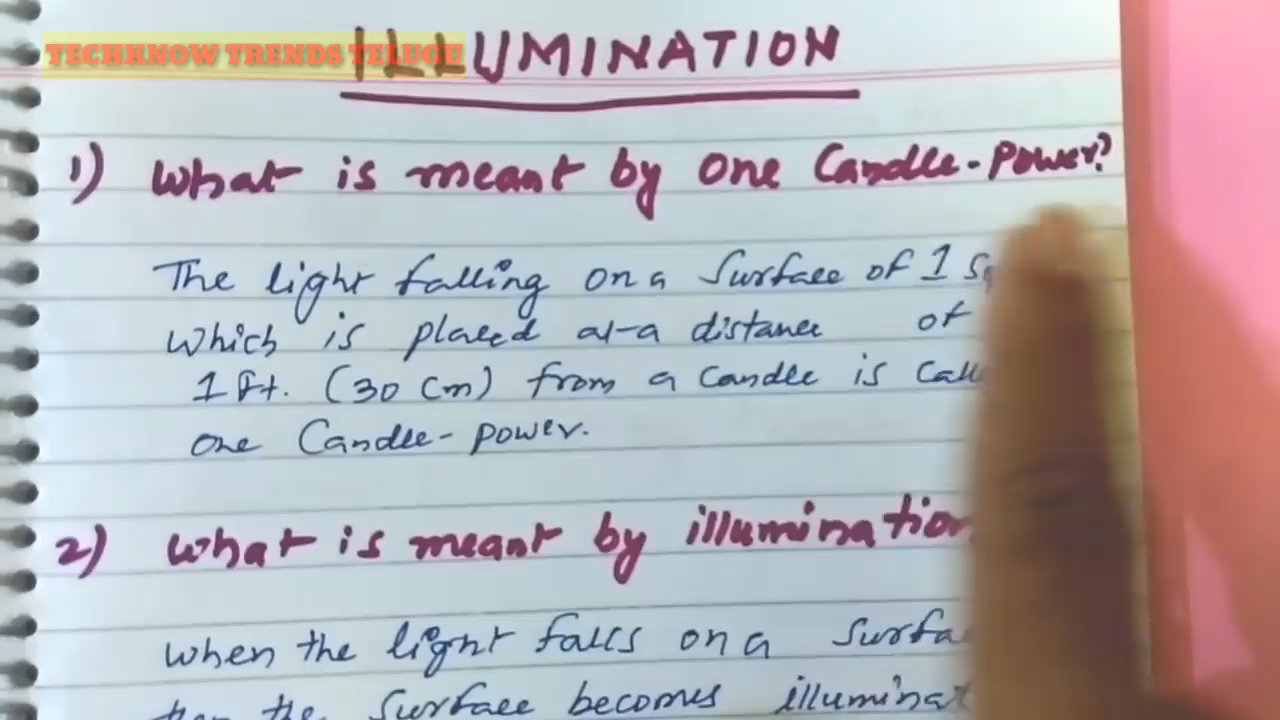 TECHKNOW TRENDS TELUGU
ILLUMINATION
1) What is meant by one Candle-Power?
The light falling on a surface of 1
which is placed at a distance of
1 ft. (30 cm) from a candle is
one Candle-power.
2) What is meant by illumination
When the light falls on a
the surface becomes